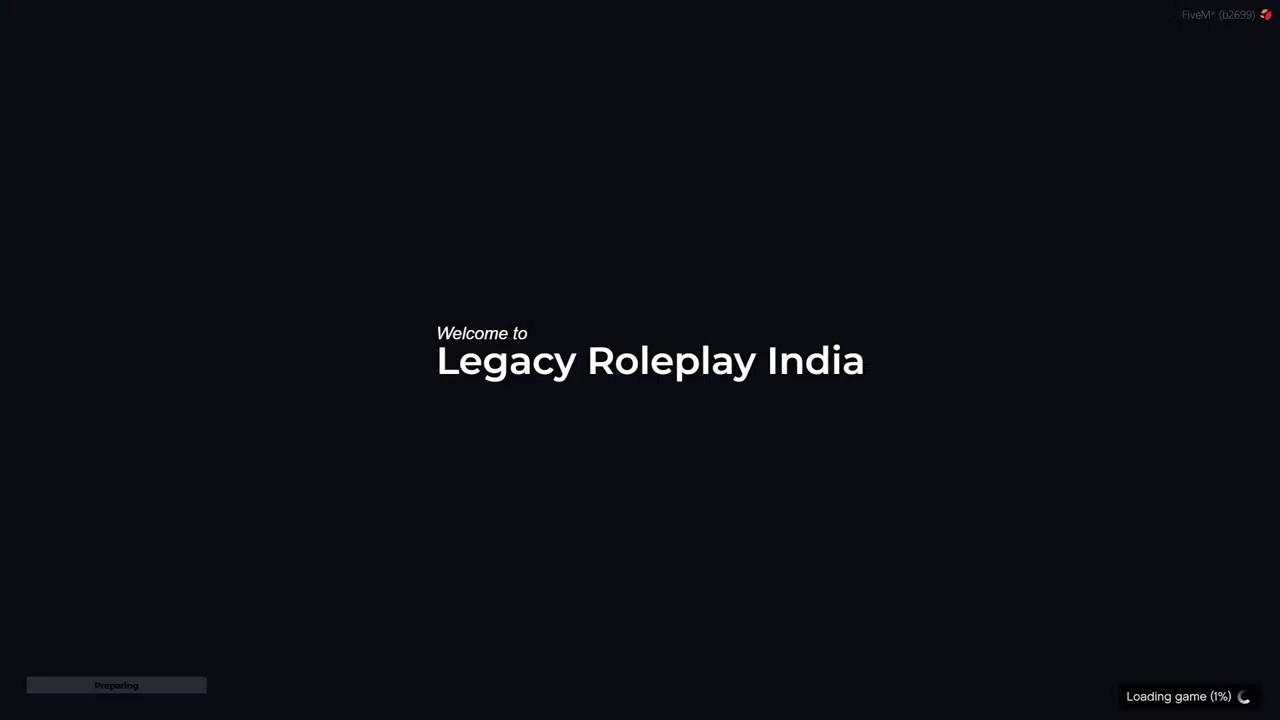 FiveM* (b2699)
Welcome to
Legacy Roleplay India
Preparing
Loading game (1%)